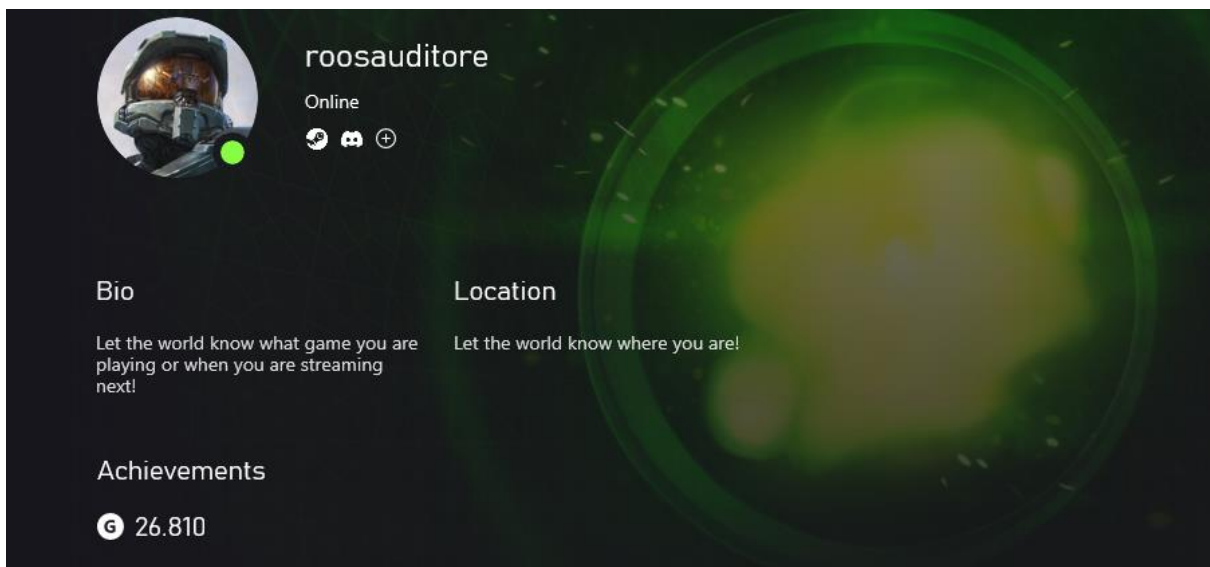 roosauditore
Online
Bio
Let the world know what game you are
playing or when you are streaming
next!
Location
Let the world know where you are!
Achievements
G 26.810